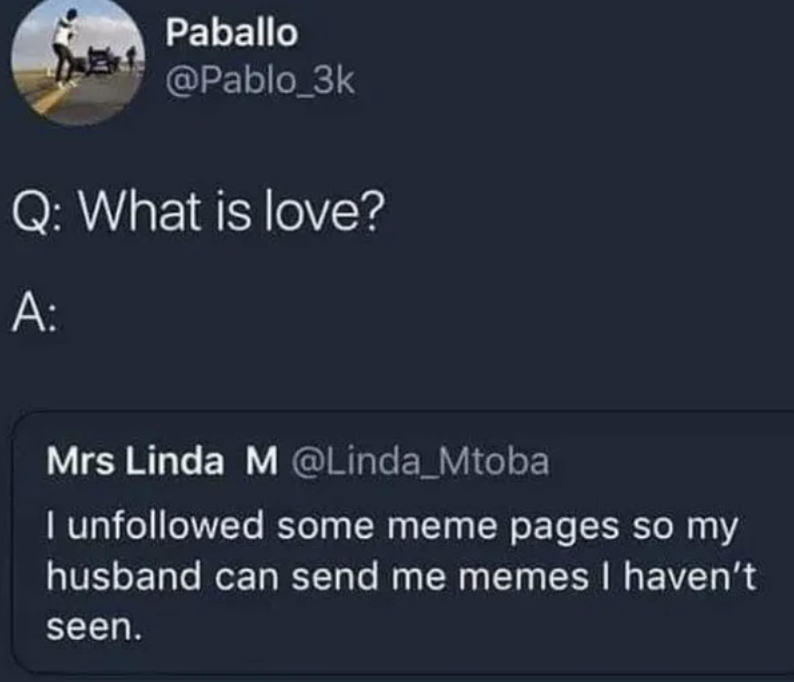 Paballo
@Pablo_3k
Q: What is love?
A:
Mrs Linda M @Linda_Mtoba
I unfollowed some meme pages so my
husband can send me memes I haven't
seen.